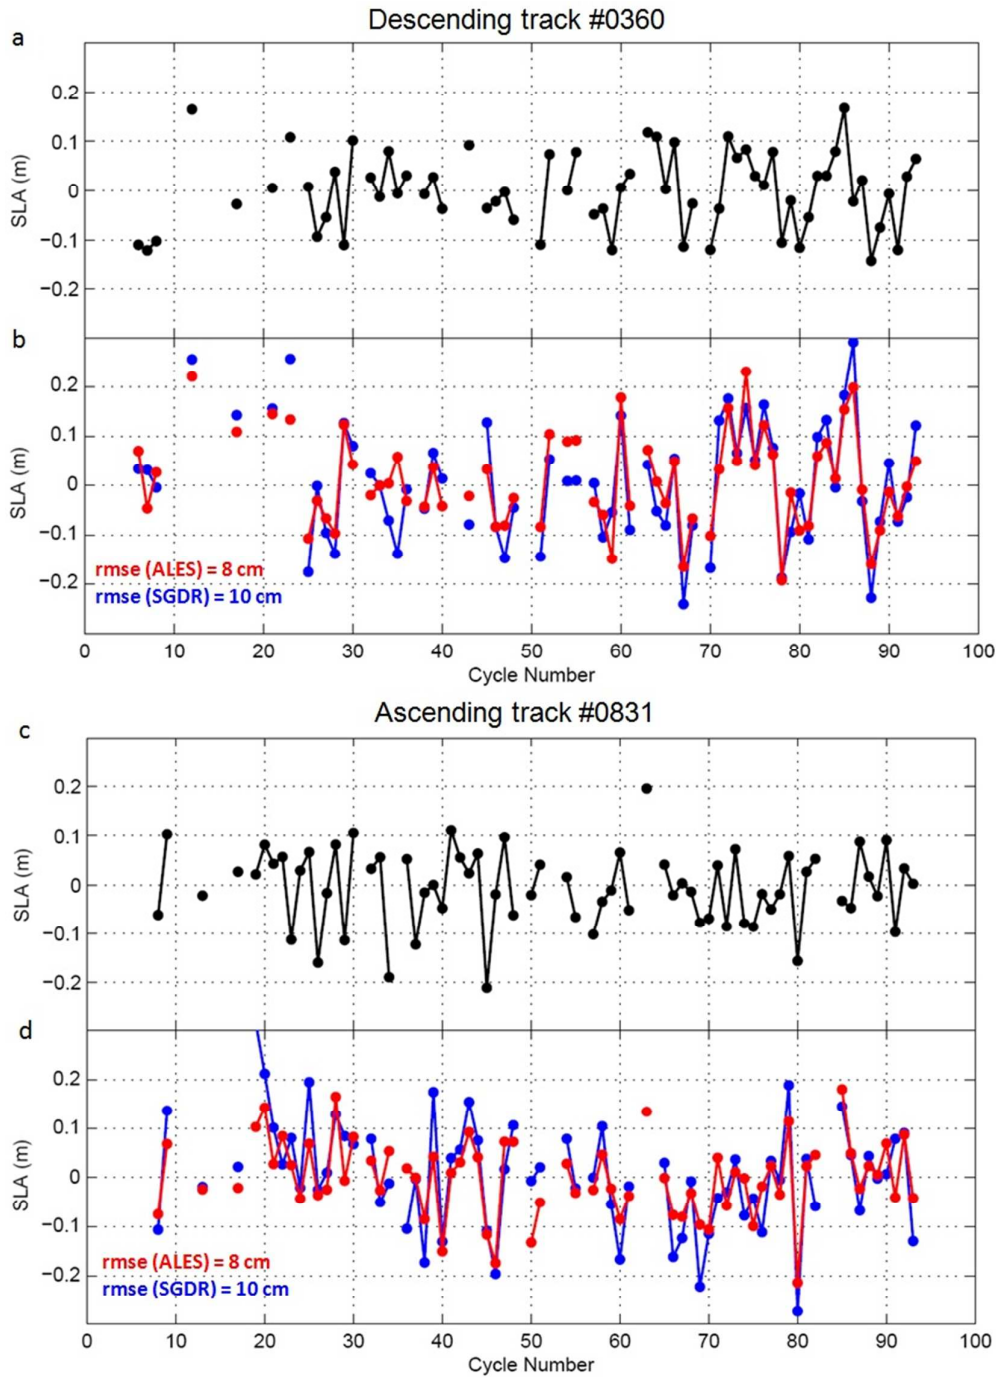 Descending track #0360
a
0.2
0.1
0
−0.1
−0.2
SLA (m)
b
0.2
0.1
0
−0.1
−0.2
SLA (m)
rmse (ALES) = 8 cm
rmse (SGDR) = 10 cm
0 10 20 30 40 50 60 70 80 90 100
Cycle Number
Ascending track #0831
c
0.2
0.1
0
−0.1
−0.2
SLA (m)
d
0.2
0.1
0
−0.1
−0.2
SLA (m)
rmse (ALES) = 8 cm
rmse (SGDR) = 10 cm
0 10 20 30 40 50 60 70 80 90 100
Cycle Number